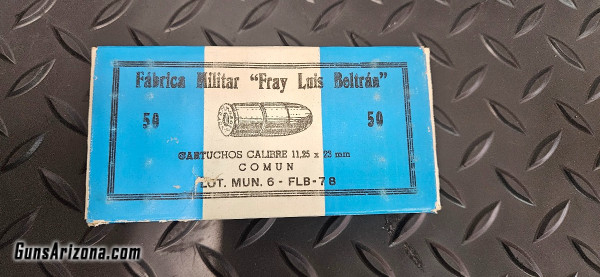 Fábrica Militar "Fray Luis Beltrán"
50 50
CARTUCHOS CALIBRE 11,25 x 23 mm
COMUN
LOT. MUN. 6 - FLB-78
GunsArizona.com